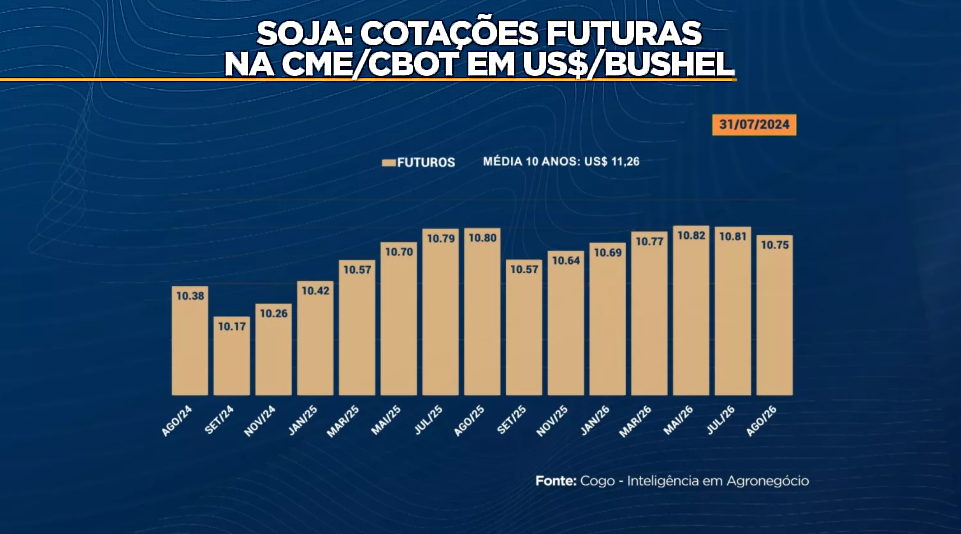 SOJA: COTAÇÕES FUTURAS
NA CME/CBOT EM US$/BUSHEL
31/07/2024
FUTUROS MÉDIA 10 ANOS: US$ 11,26
10.38 10.17 10.26 10.42 10.57 10.70 10.79 10.80 10.57 10.64 10.69 10.77 10.82 10.81 10.75
AGO/24 SET/24 NOV/24 JAN/25 MAR/25 MAI/25 JUL/25 AGO/25 SET/25 NOV/25 JAN/26 MAR/26 MAI/26 JUL/26 AGO/26
Fonte: Cogo - Inteligência em Agronegócio